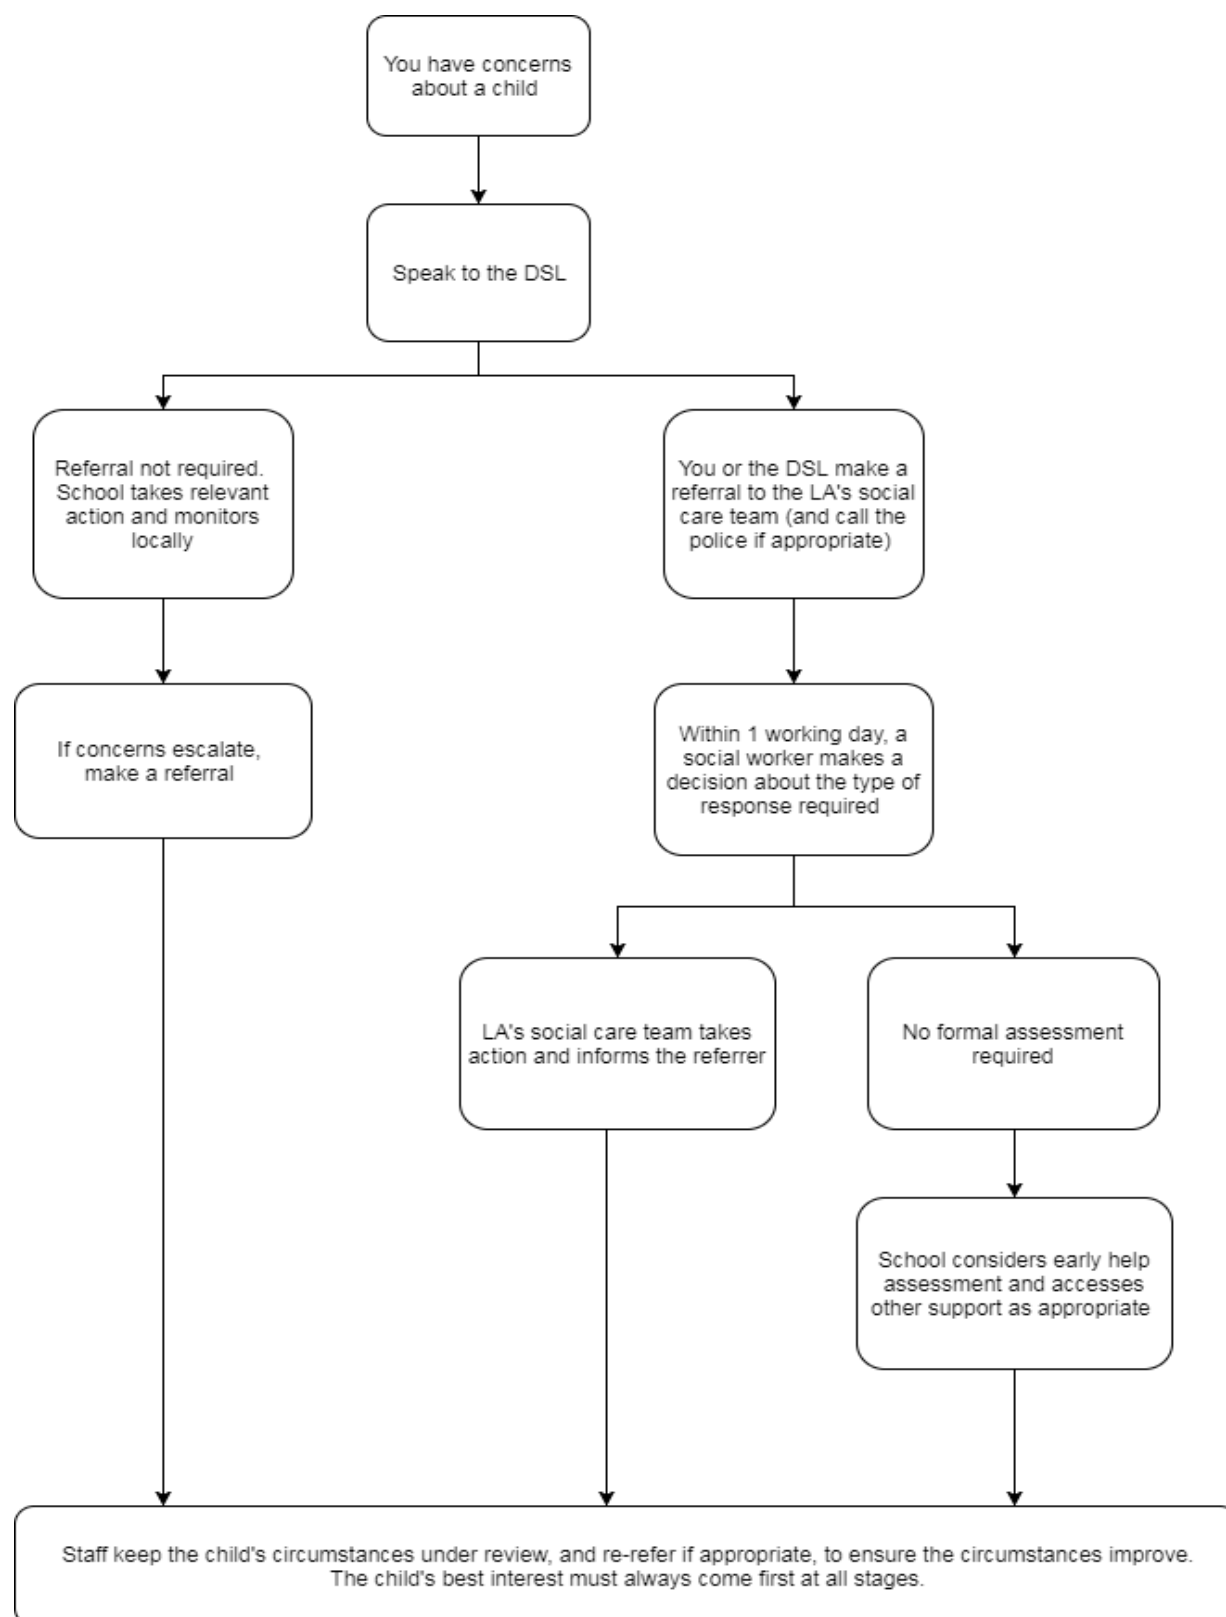 You have concerns
about a child
Speak to the DSL
Referral not required.
School takes relevant
action and monitors
locally
You or the DSL make a
referral to the LA's social
care team (and call the
police if appropriate)
If concerns escalate,
make a referral
Within 1 working day, a
social worker makes a
decision about the type of
response required
LA's social care team takes
action and informs the referrer
No formal assessment
required
School considers early help
assessment and accesses
other support as appropriate
Staff keep the child's circumstances under review, and re-refer if appropriate, to ensure the circumstances improve.
The child's best interest must always come first at all stages.